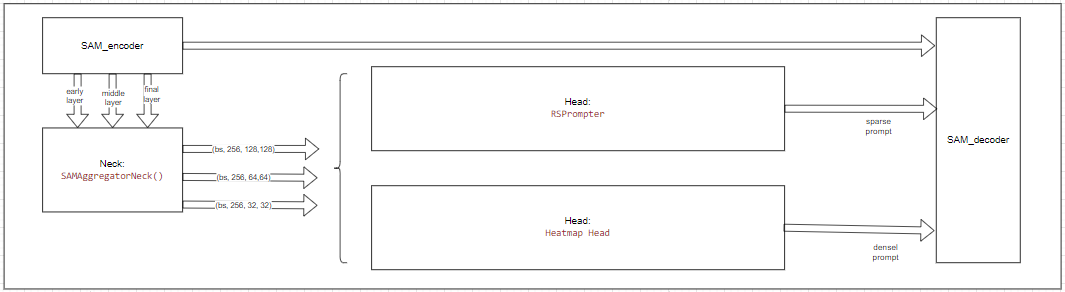 SAM_encoder
early
layer
middle
layer
final
layer
Neck:
SAMAggregatorNeck()
(bs, 256, 128,128)
(bs, 256, 64,64)
(bs, 256, 32, 32)
Head:
RSPrompter
sparse
prompt
Head:
Heatmap Head
densel
prompt
SAM_decoder